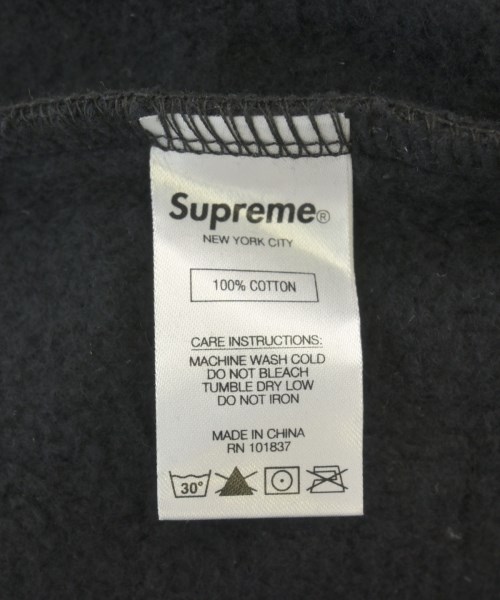 Supreme®
NEW YORK CITY
100% COTTON
CARE INSTRUCTIONS:
MACHINE WASH COLD
DO NOT BLEACH
TUMBLE DRY LOW
DO NOT IRON
MADE IN CHINA
RN 101837
30°